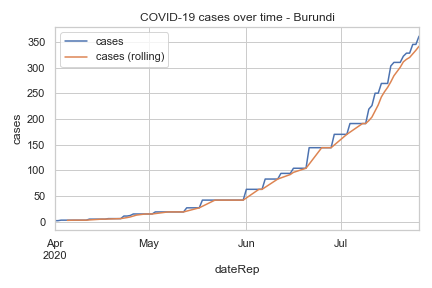 COVID-19 cases over time - Burundi
cases
cases (rolling)
350
300
250
200
150
100
50
0
cases
Apr
2020
May
Jun
Jul
dateRep